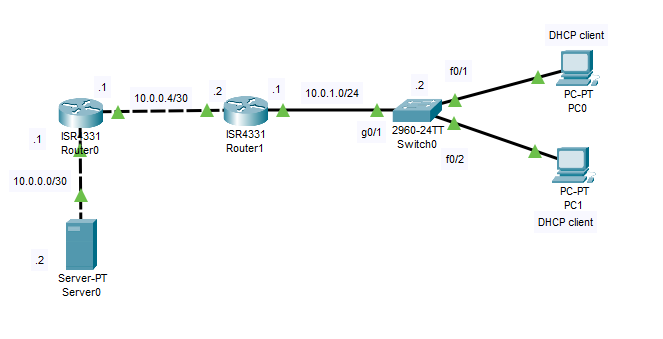 DHCP client
f0/1
.1
10.0.0.4/30
.2
.1
10.0.1.0/24
.2
PC-PT
PC0
ISR4331
Router0
ISR4331
Router1
g0/1
2960-24TT
Switch0
.1
f0/2
10.0.0.0/30
PC-PT
PC1
DHCP client
.2
Server-PT
Server0